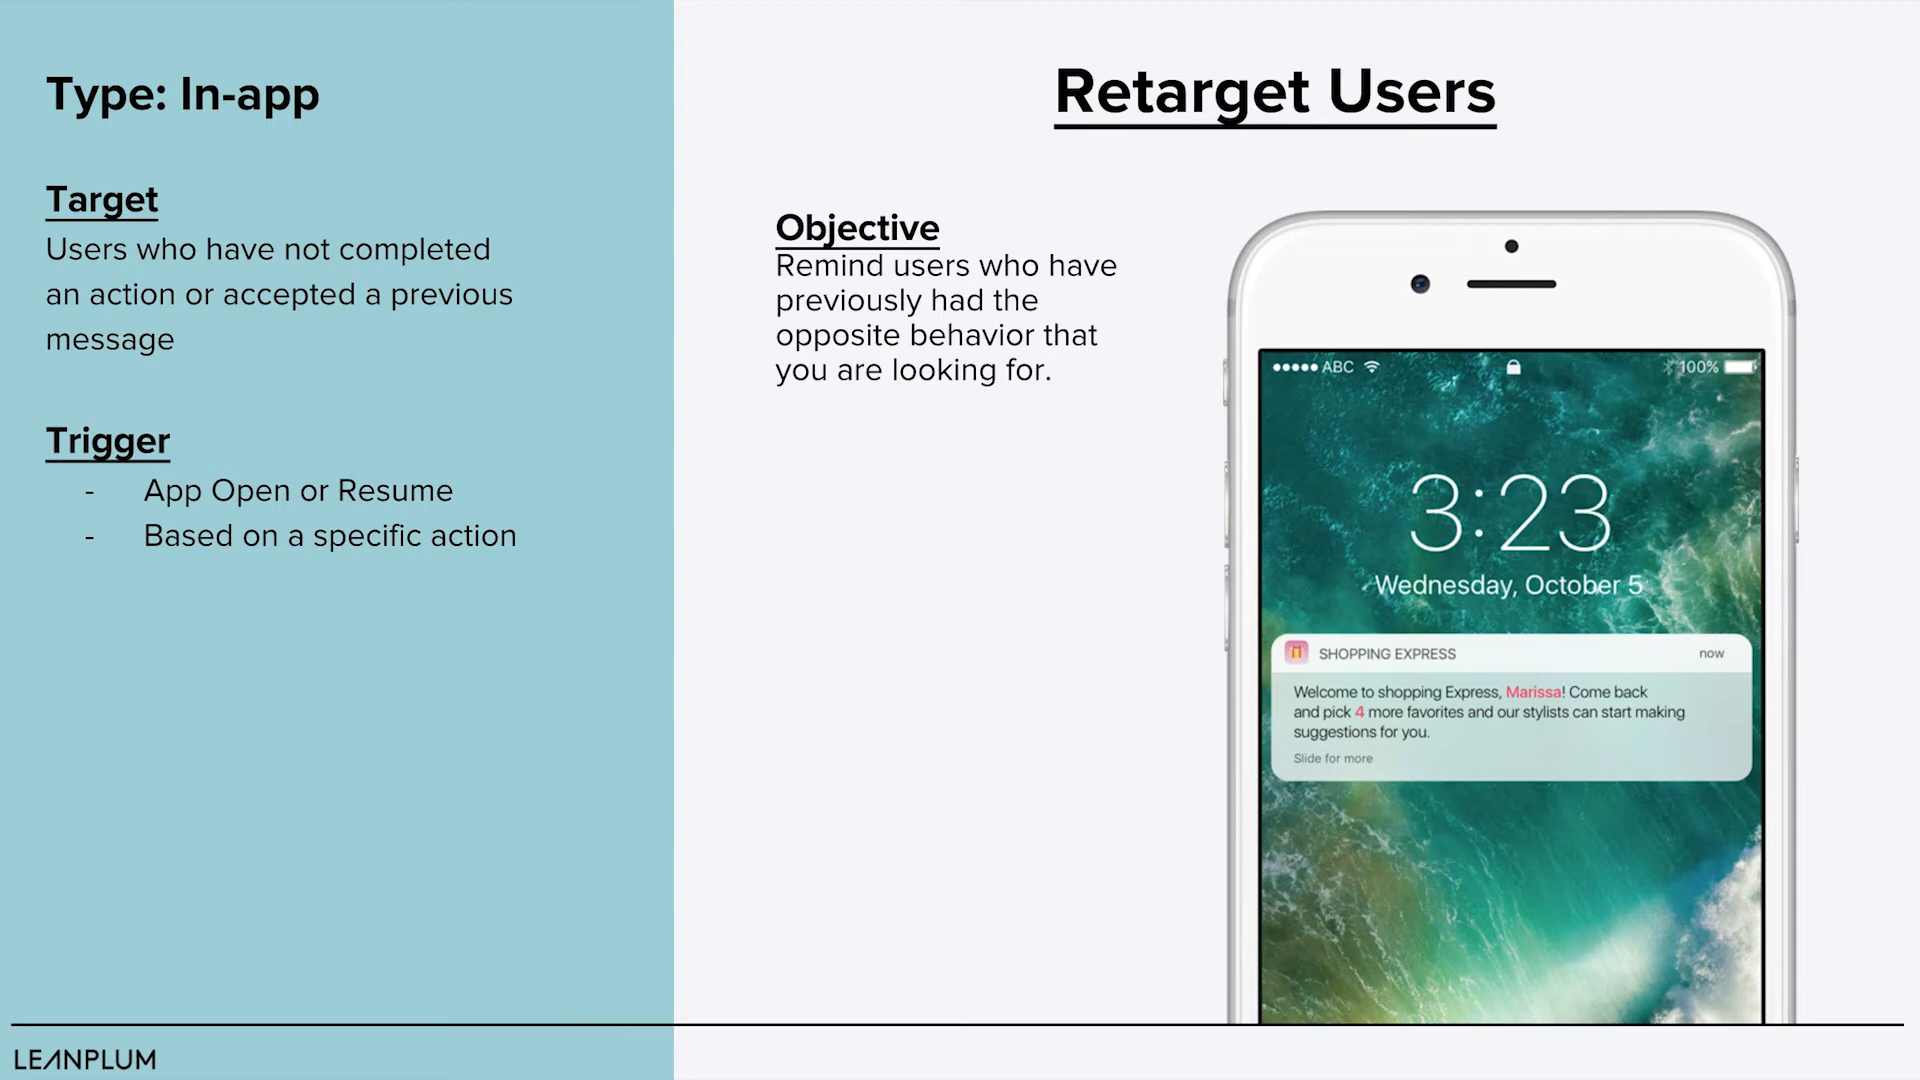 Type: In-app
Target
Users who have not completed
an action or accepted a previous
message
Trigger
- App Open or Resume
- Based on a specific action
Retarget Users
Objective
Remind users who have
previously had the
opposite behavior that
you are looking for.
ABC 100%
3:23
Wednesday, October 5
SHOPPING EXPRESS now
Welcome to shopping Express, Marissa! Come back
and pick 4 more favorites and our stylists can start making
suggestions for you.
Slide for more
LEANPLUM